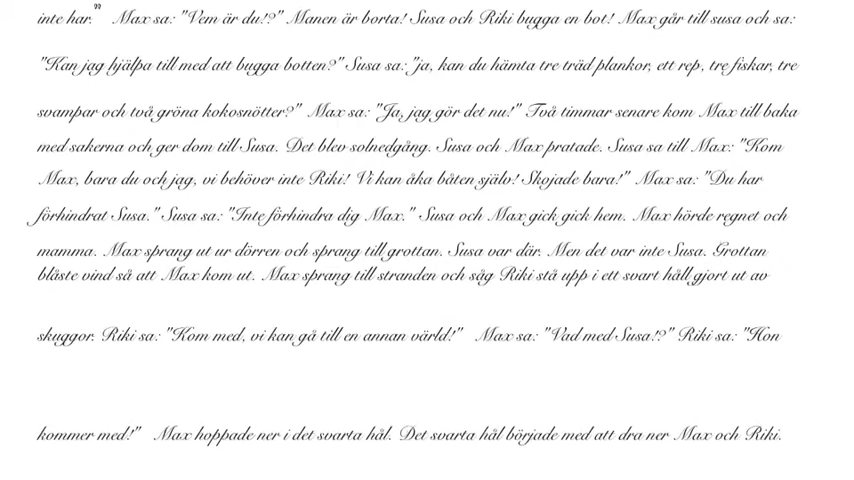 inte har." Max sa: "Vem är du!?" Manen är borta! Susa och Riki bugga en bot! Max går till susa och sa:
"Kan jag hjälpa till med att bugga botten?" Susa sa: "ja, kan du hämta tre träd plankor, ett rep, tre fiskar, tre
svampar och två gröna kokosnötter?" Max sa: "Ja, jag gör det nu!" Två timmar senare kom Max till baka
med sakerna och ger dom till Susa. Det blev solnedgång. Susa och Max pratade. Susa sa till Max: "Kom
Max, bara du och jag, vi behöver inte Riki! Vi kan åka båten själv! Skojade bara!" Max sa: "Du har
förhindrat Susa." Susa sa: "Inte förhindra dig Max." Susa och Max gick gick hem. Max hörde regnet och
mamma. Max sprang ut ur dörren och sprang till grottan. Susa var där. Men det var inte Susa. Grottan
blåste vind så att Max kom ut. Max sprang till stranden och såg Riki stå upp i ett svart håll gjort ut av
skuggor. Riki sa: "Kom med, vi kan gå till en annan värld!" Max sa: "Vad med Susa!?" Riki sa: "Hon
kommer med!" Max hoppade ner i det svarta hål. Det svarta hål började med att dra ner Max och Riki.